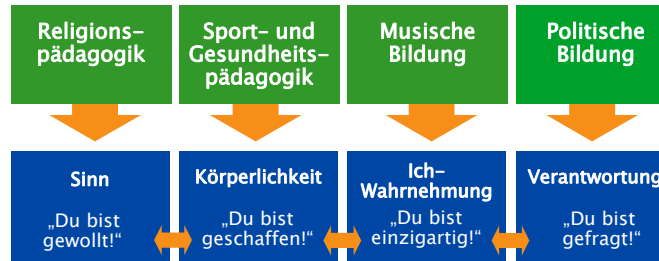 Religions-
pädagogik
Sport- und
Gesundheits-
pädagogik
Musische
Bildung
Politische
Bildung
Sinn
„Du bist
gewollt!“
Körperlichkeit
„Du bist
geschaffen!“
Ich-
Wahrnehmung
„Du bist
einzigartig!“
Verantwortung
„Du bist
gefragt!“